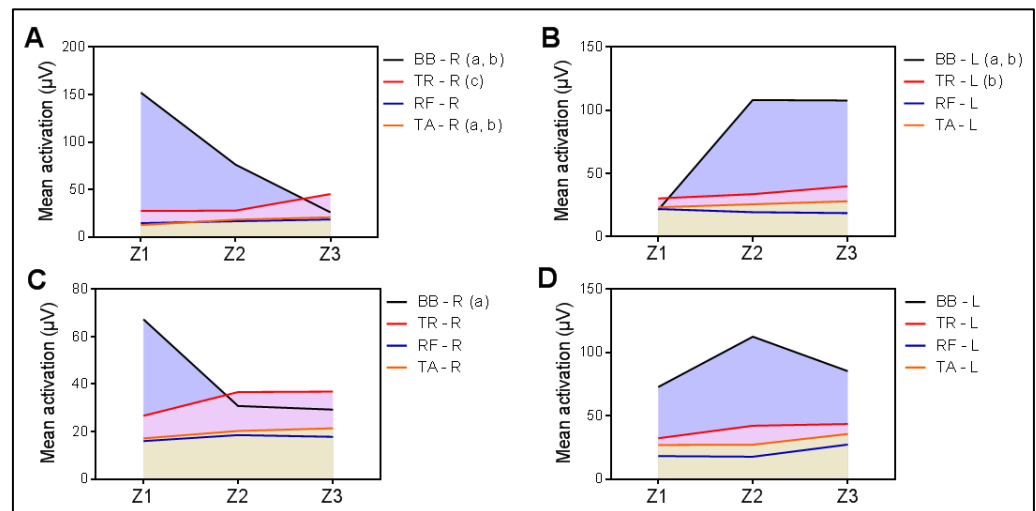 A
Mean activation (µV)
200
150
100
50
0
Z1 Z2 Z3
BB - R (a, b)
TR - R (c)
RF - R
TA - R (a, b)
B
Mean activation (µV)
150
100
50
0
Z1 Z2 Z3
BB - L (a, b)
TR - L (b)
RF - L
TA - L
C
Mean activation (µV)
80
60
40
20
0
Z1 Z2 Z3
BB - R (a)
TR - R
RF - R
TA - R
D
Mean activation (µV)
150
100
50
0
Z1 Z2 Z3
BB - L
TR - L
RF - L
TA - L